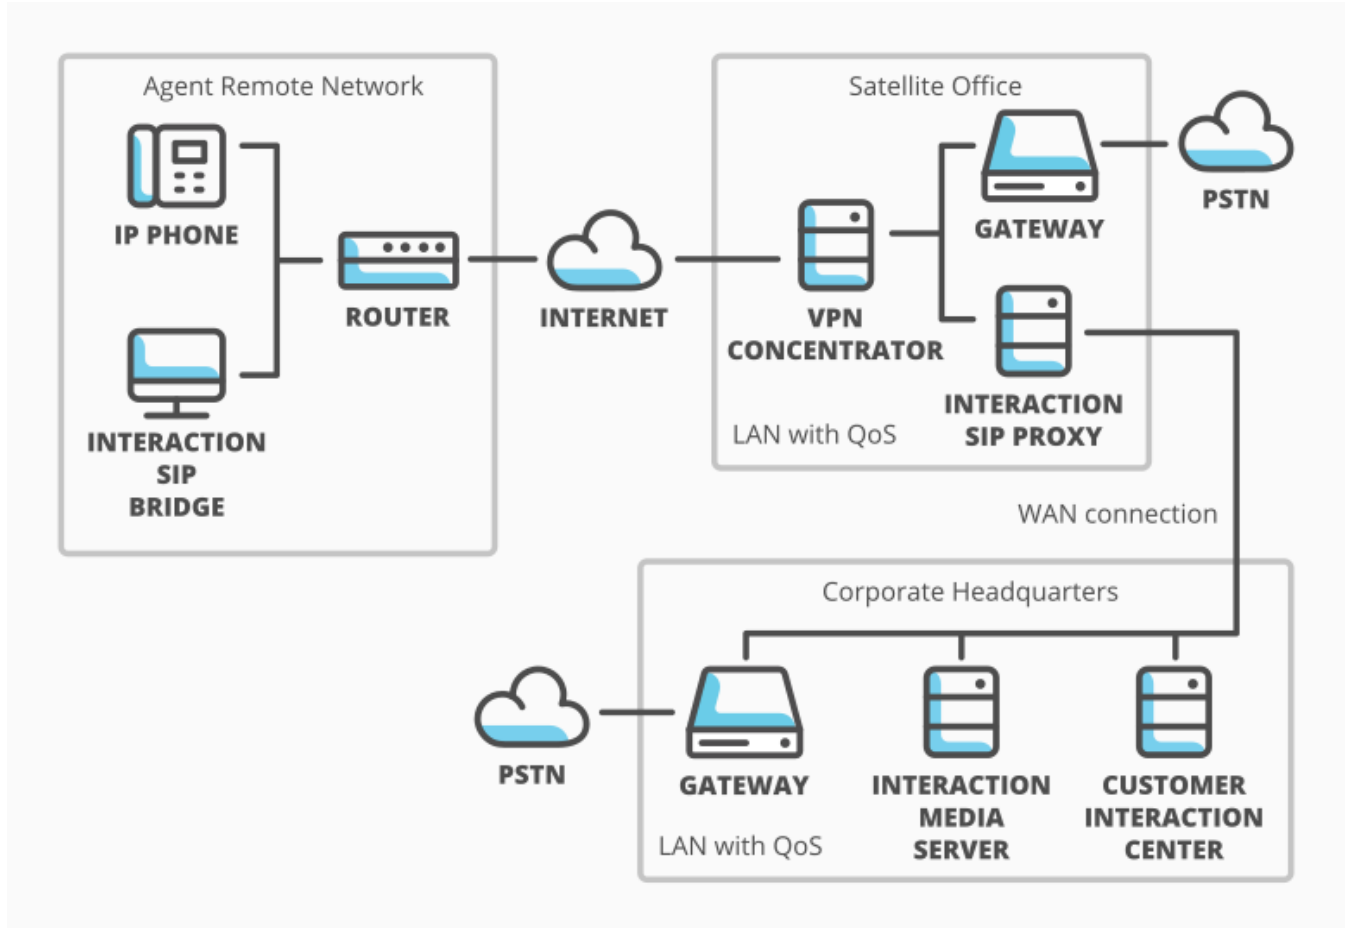 Agent Remote Network
IP PHONE
ROUTER
INTERACTION
SIP
BRIDGE
INTERNET
Satellite Office
GATEWAY
VPN
CONCENTRATOR
INTERACTION
SIP PROXY
LAN with QoS
PSTN
WAN connection
Corporate Headquarters
PSTN
GATEWAY
INTERACTION
MEDIA
SERVER
CUSTOMER
INTERACTION
CENTER
LAN with QoS